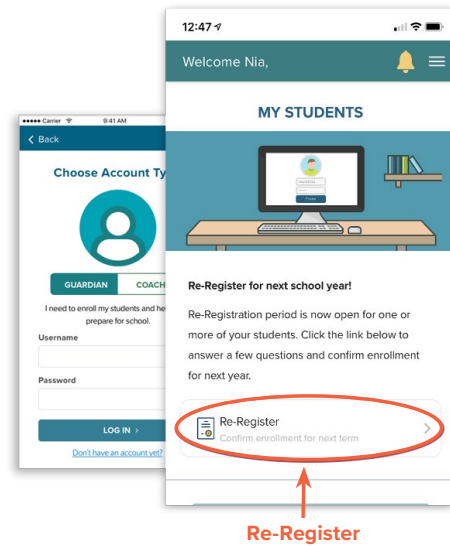 12:47
Welcome Nia,
MY STUDENTS
Re-Register for next school year!
Re-Registration period is now open for one or
more of your students. Click the link below to
answer a few questions and confirm enrollment
for next year.
Re-Register
Confirm enrollment for next term
Carrier
9:41 AM
Back
Choose Account Ty
GUARDIAN
COACH
I need to enroll my students and he
prepare for school.
Username
Password
LOG IN >
Don't have an account yet?
Re-Register